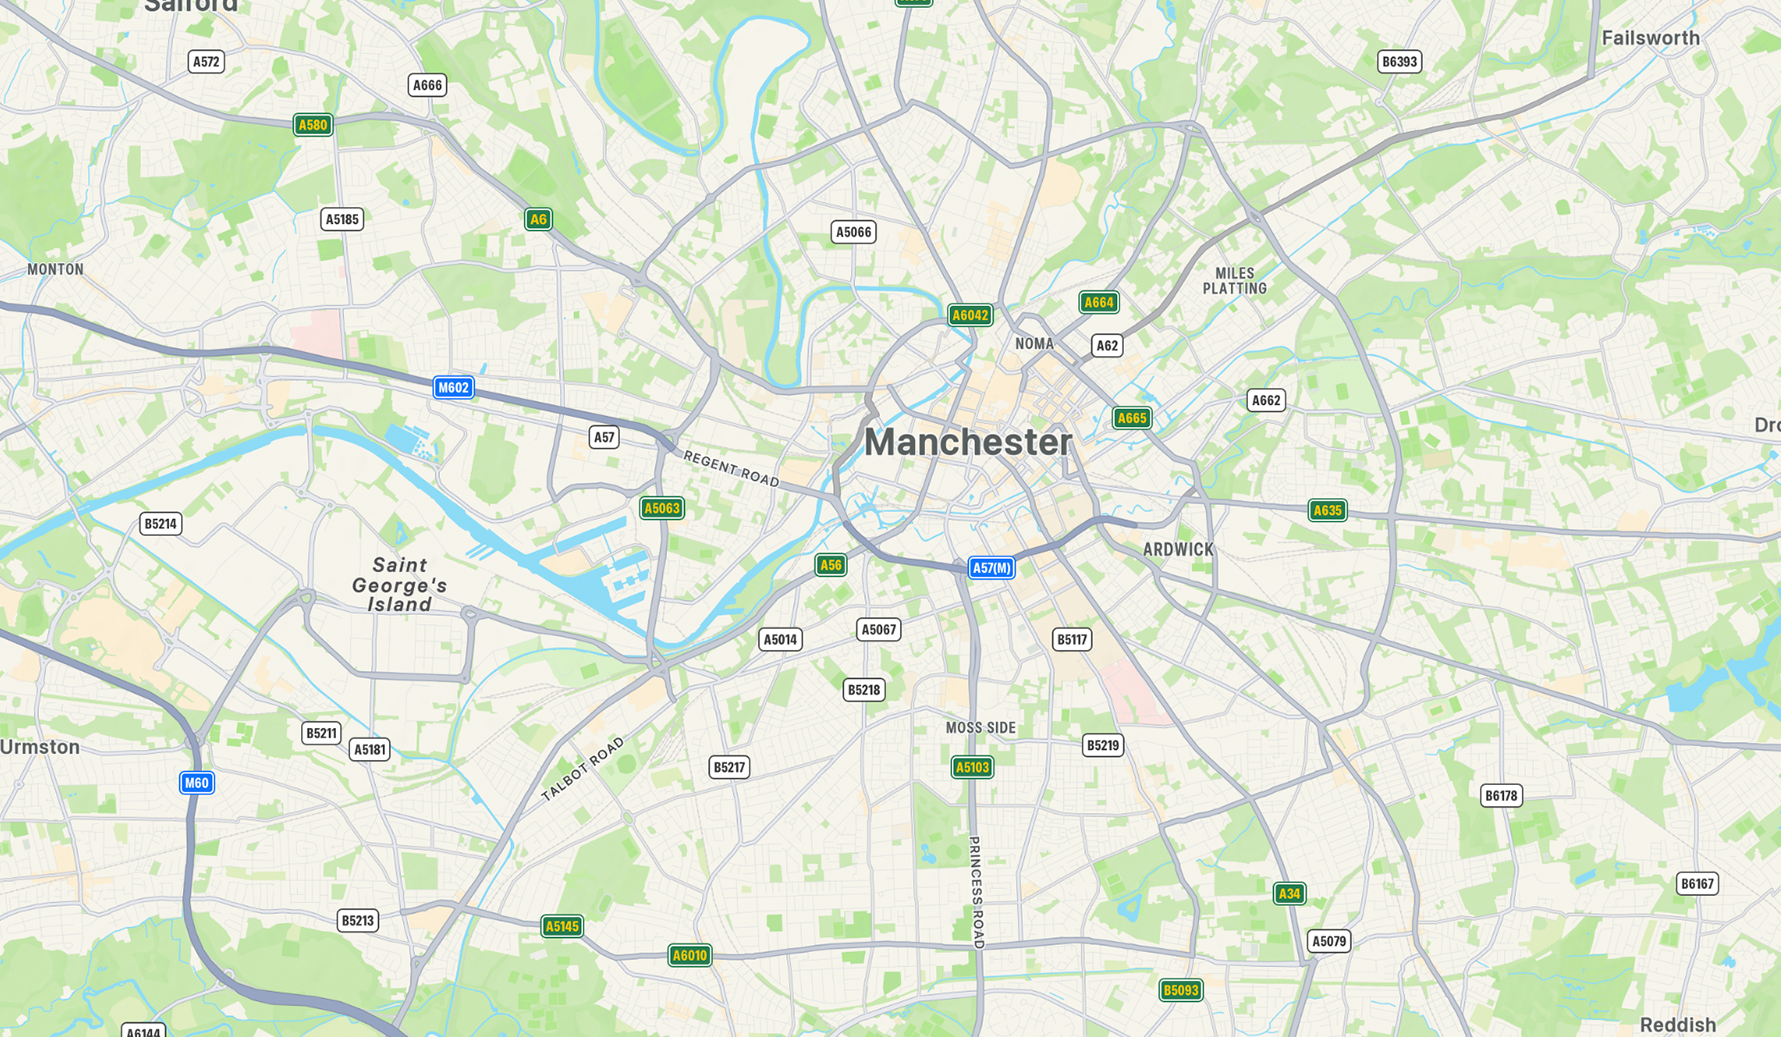 Salford
Failsworth
A572
B6393
A666
A580
A5185
A6
A5066
MONTON
MILES
PLATTING
A664
A6042
NOMA
A62
M602
A662
A665
Dro
A57
Manchester
REGENT ROAD
A5063
A635
B5214
ARDWICK
Saint
George's
Island
A56
A57(M)
A5014
A5067
B5117
B5218
MOSS SIDE
B5211
A5181
B5219
Urmston
TALBOT ROAD
B5217
A5103
M60
B6178
PRINCESS ROAD
A34
B6167
B5213
A5145
A5079
A6010
B5093
Reddish
A6144